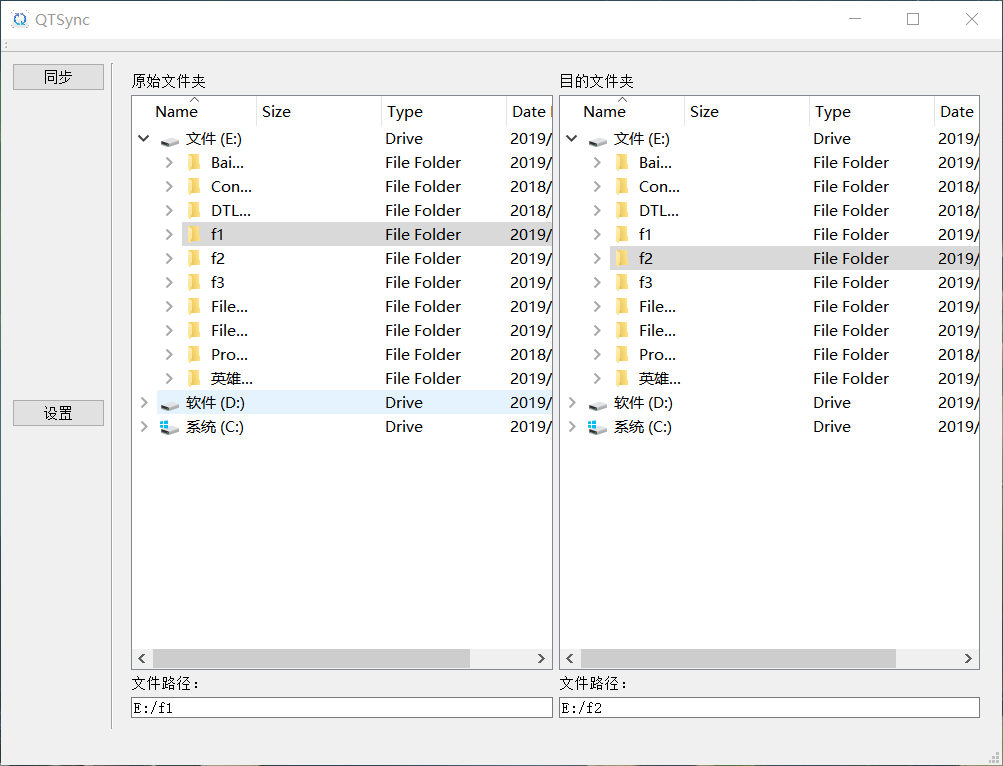 QTSync
同步
设置
原始文件夹
Name Size Type Date
文件 (E:) Drive 2019/
Bai... File Folder 2019/
Con... File Folder 2018/
DTL... File Folder 2018/
f1 File Folder 2019/
f2 File Folder 2019/
f3 File Folder 2019/
File... File Folder 2019/
File... File Folder 2019/
Pro... File Folder 2018/
英雄... File Folder 2019/
软件 (D:) Drive 2019/
系统 (C:) Drive 2019/
文件路径:
E:/f1
目的文件夹
Name Size Type Date
文件 (E:) Drive 2019/
Bai... File Folder 2019/
Con... File Folder 2018/
DTL... File Folder 2018/
f1 File Folder 2019/
f2 File Folder 2019/
f3 File Folder 2019/
File... File Folder 2019/
File... File Folder 2019/
Pro... File Folder 2018/
英雄... File Folder 2019/
软件 (D:) Drive 2019/
系统 (C:) Drive 2019/
文件路径:
E:/f2